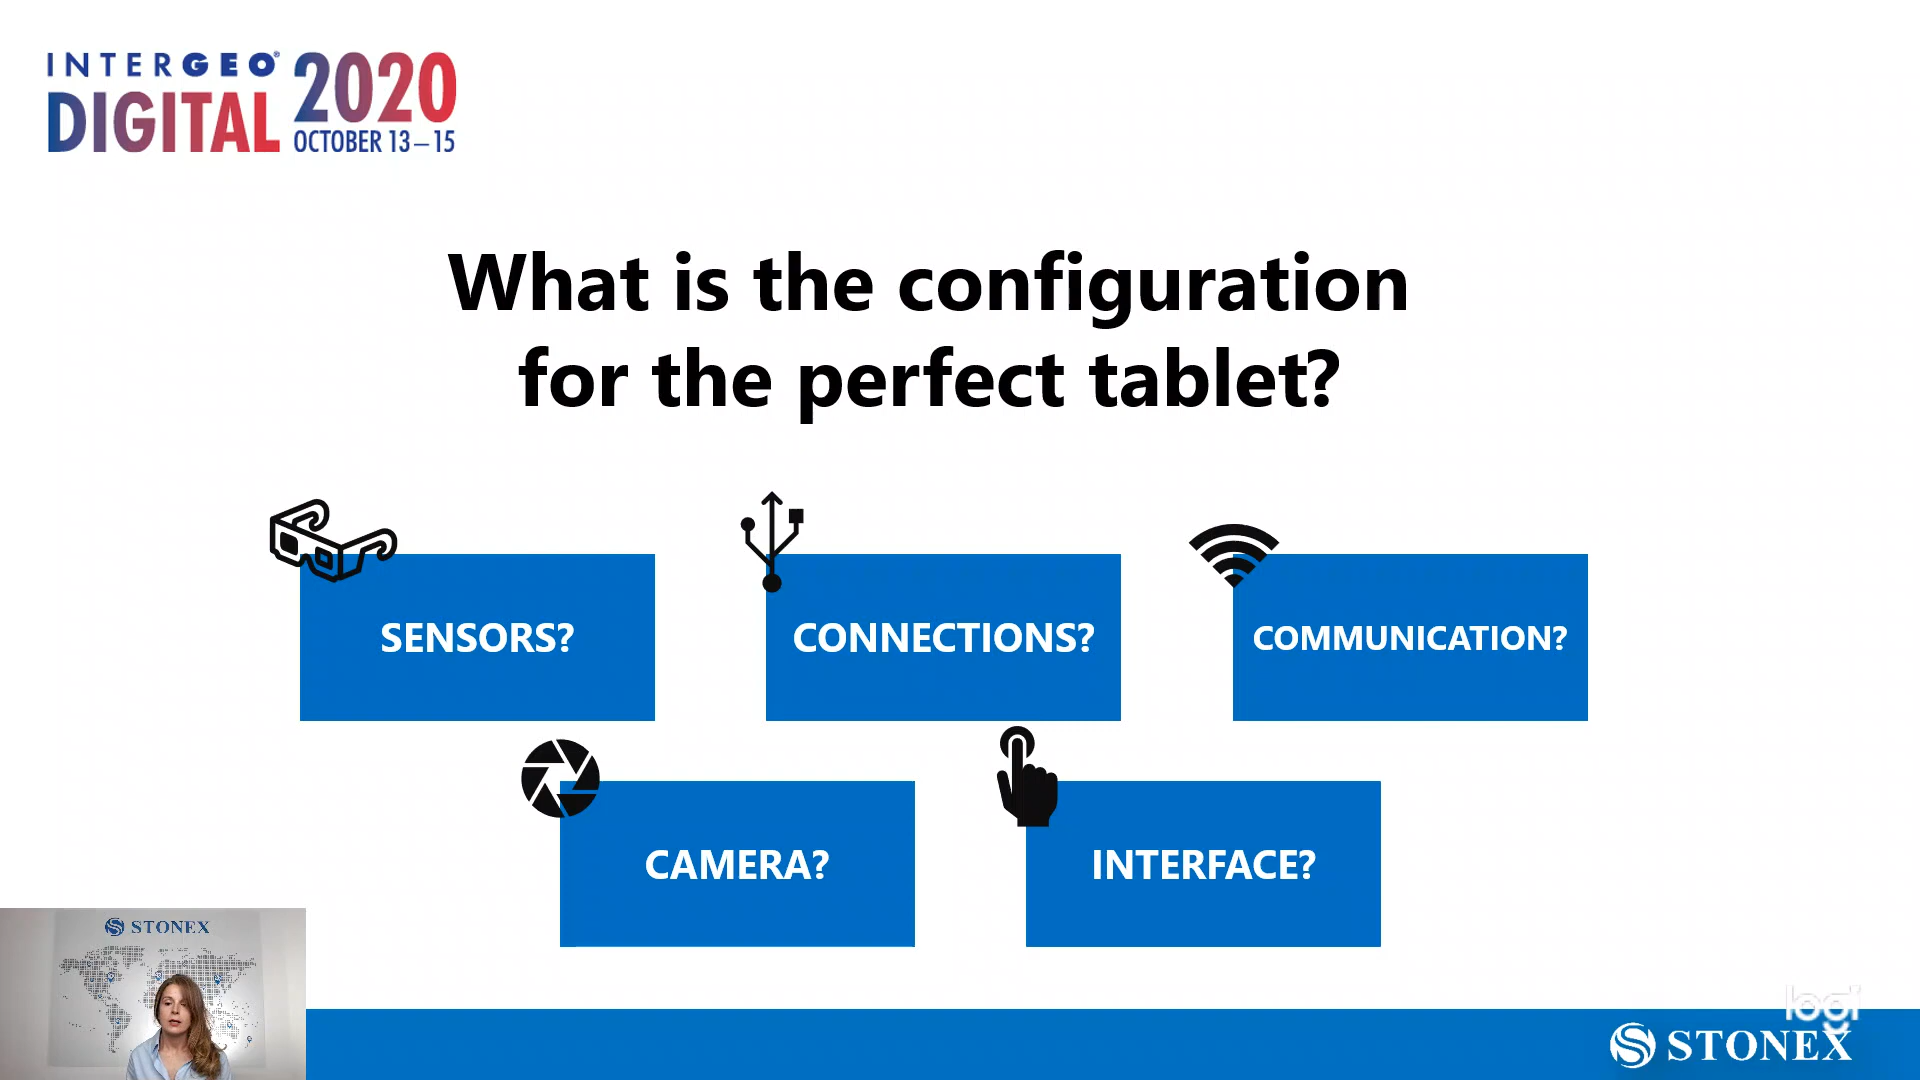 INTERGEO®
DIGITAL
2020
OCTOBER 13–15
What is the configuration
for the perfect tablet?
SENSORS?
CONNECTIONS?
COMMUNICATION?
CAMERA?
INTERFACE?
STONEX
logi
STONEX